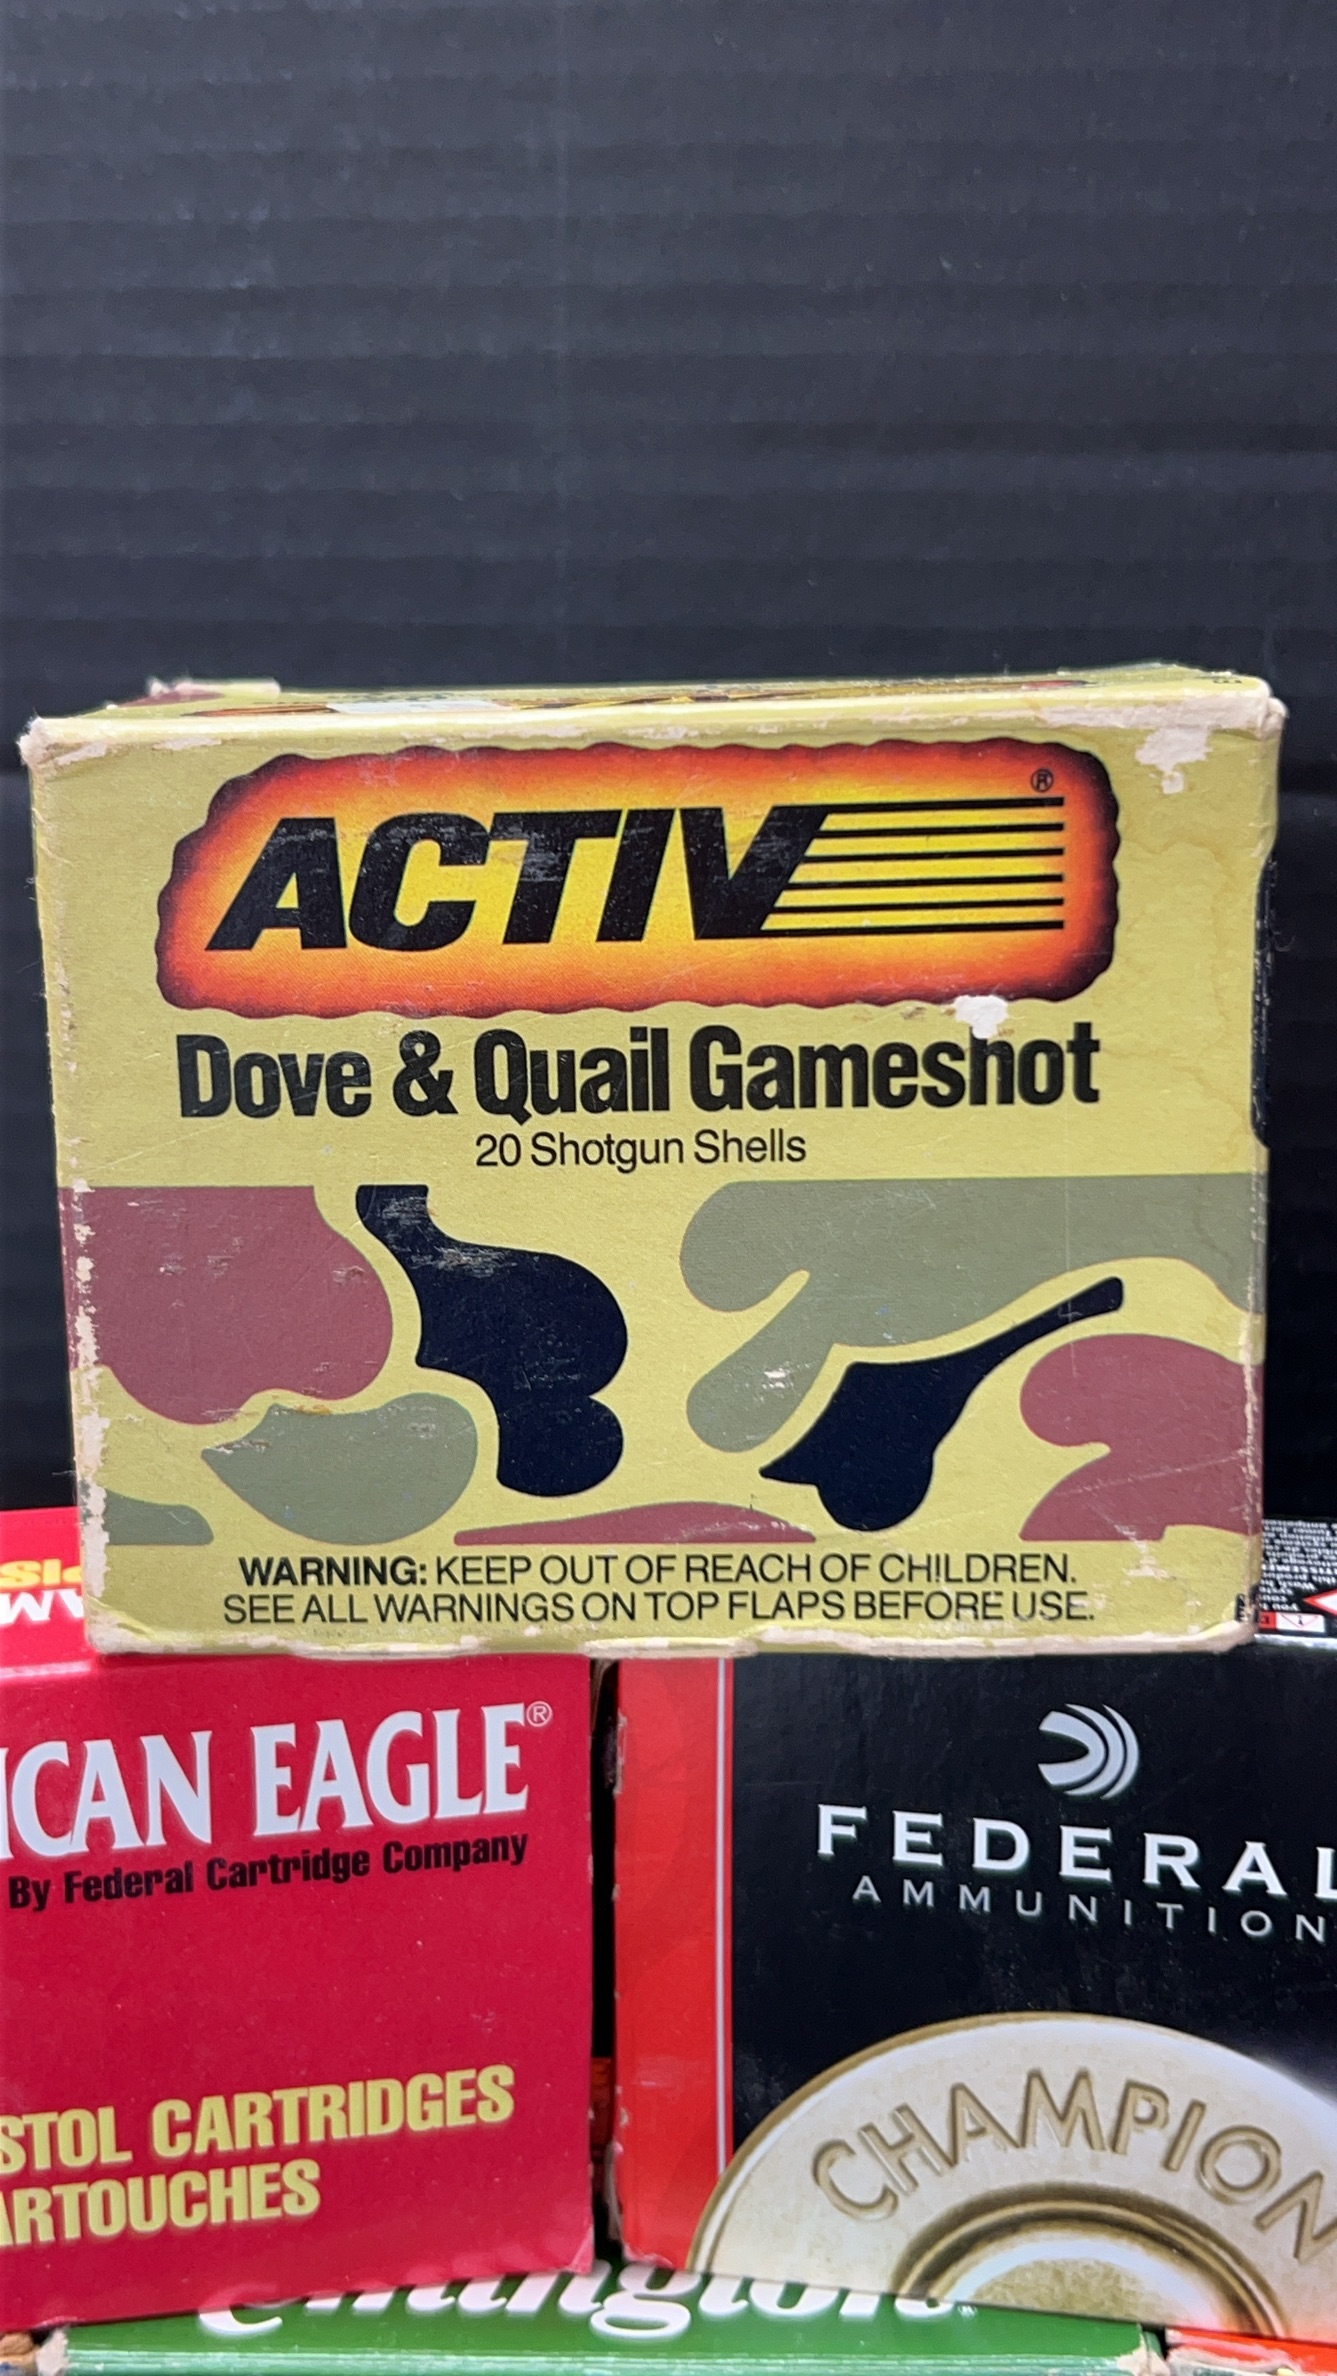 ACTIV®
Dove & Quail Gameshot
20 Shotgun Shells
WARNING: KEEP OUT OF REACH OF CHILDREN.
SEE ALL WARNINGS ON TOP FLAPS BEFORE USE.
ICAN EAGLE®
By Federal Cartridge Company
STOL CARTRIDGES
ARTOUCHES
FEDERAL
AMMUNITION
CHAMPION